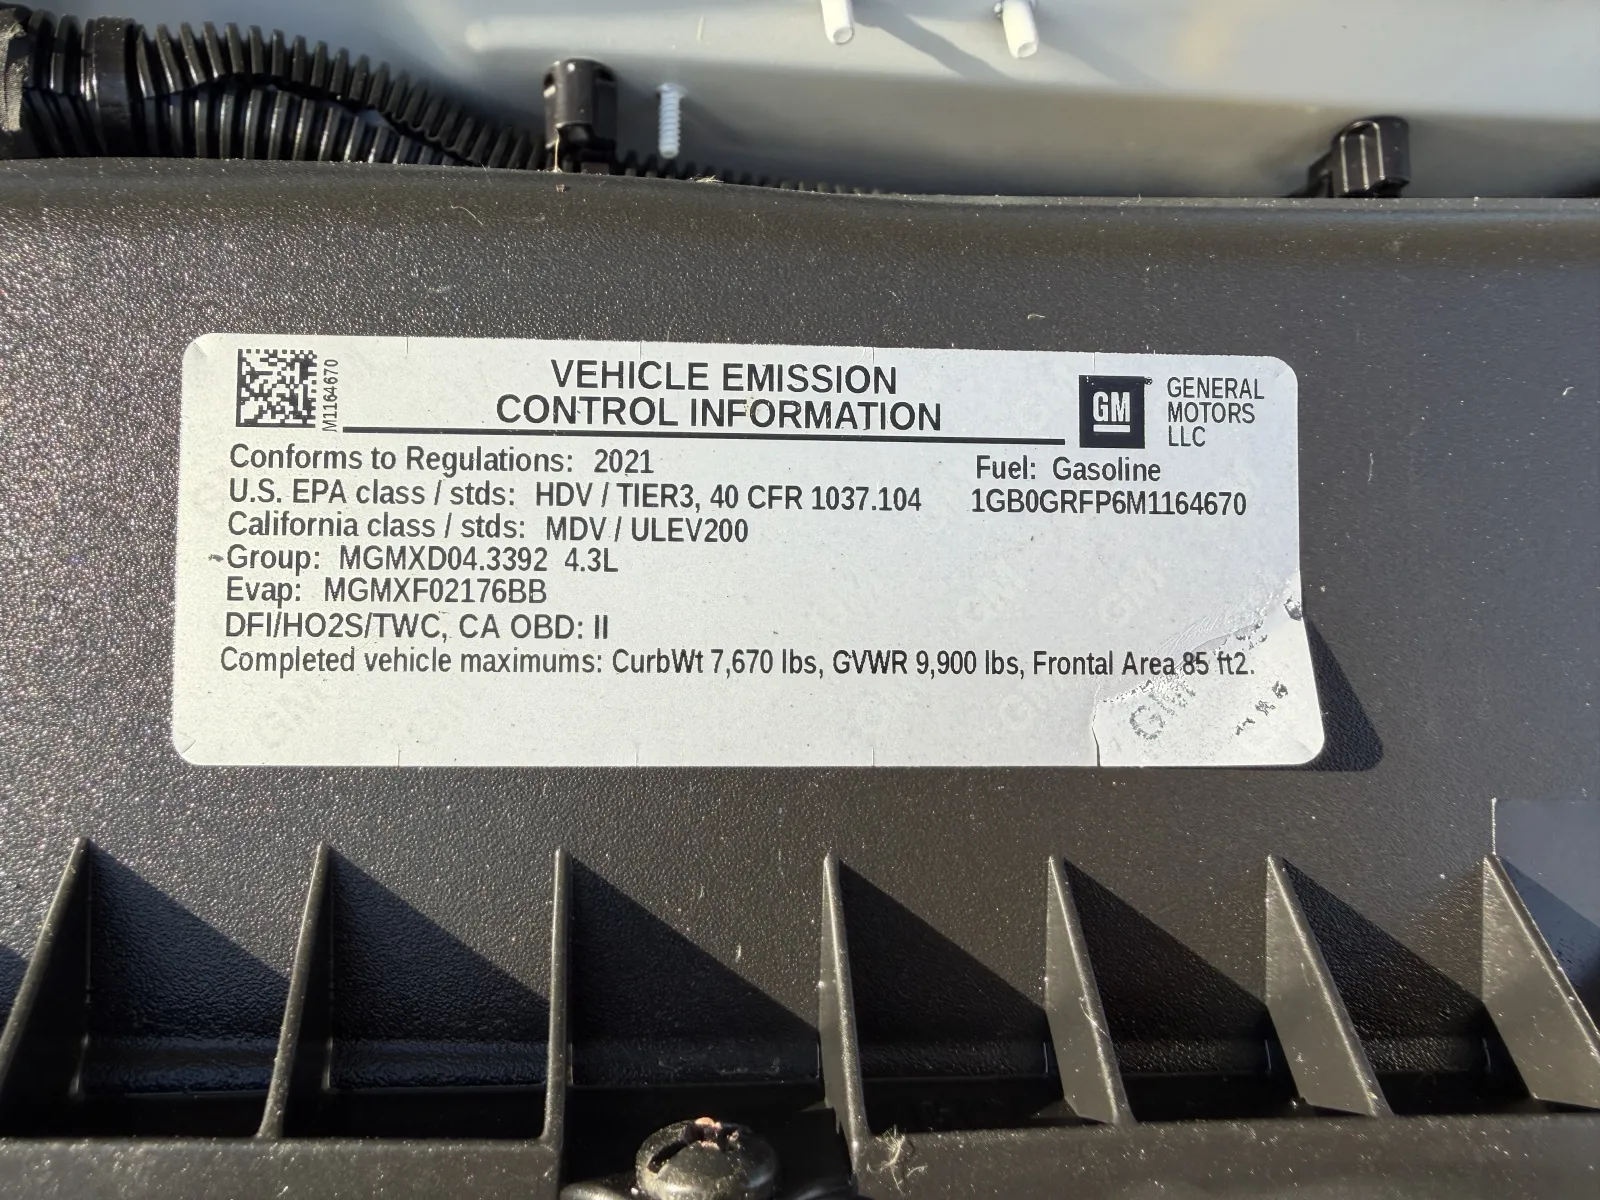 M1164670
VEHICLE EMISSION
CONTROL INFORMATION
GM
GENERAL
MOTORS
LLC
Conforms to Regulations: 2021
Fuel: Gasoline
U.S. EPA class / stds: HDV / TIER3, 40 CFR 1037.104
1GB0GRFP6M1164670
California class / stds: MDV / ULEV200
Group: MGMXD04.3392 4.3L
Evap: MGMXF02176BB
DFI/HO2S/TWC, CA OBD: II
Completed vehicle maximums: CurbWt 7,670 lbs, GVWR 9,900 lbs, Frontal Area 85 ft2.
GM